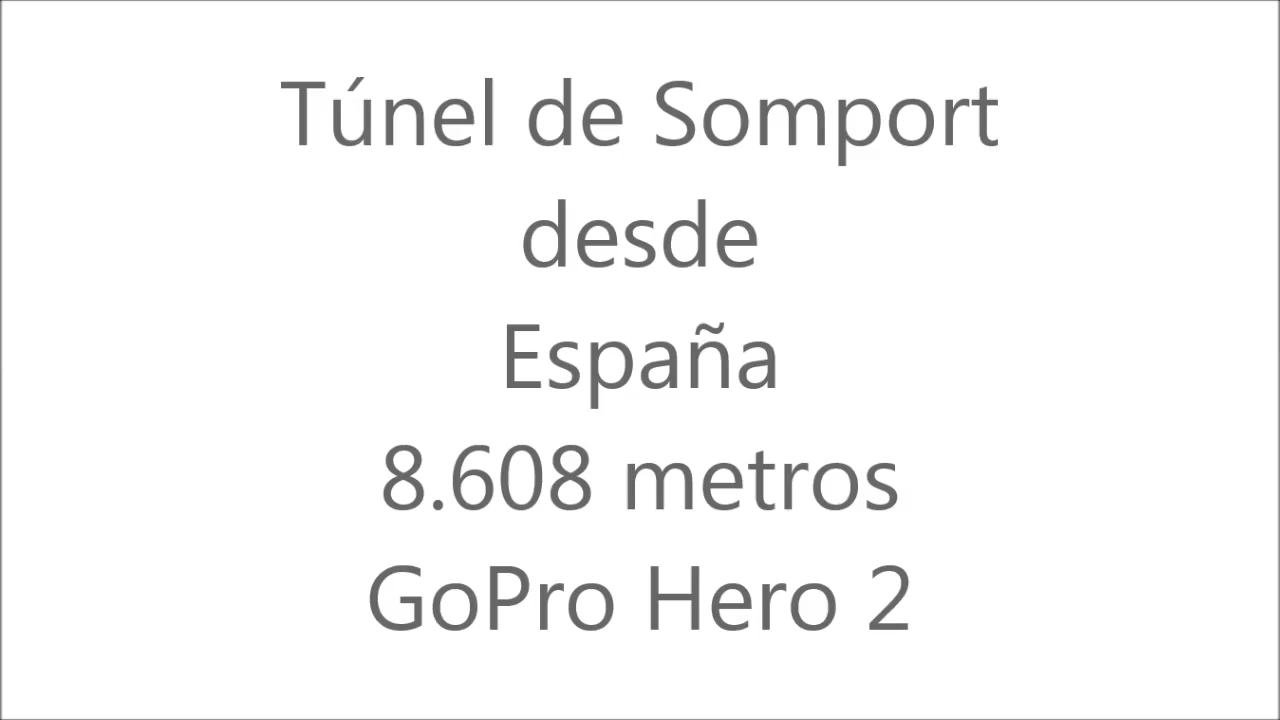 Túnel de Somport
desde
España
8.608 metros
GoPro Hero 2